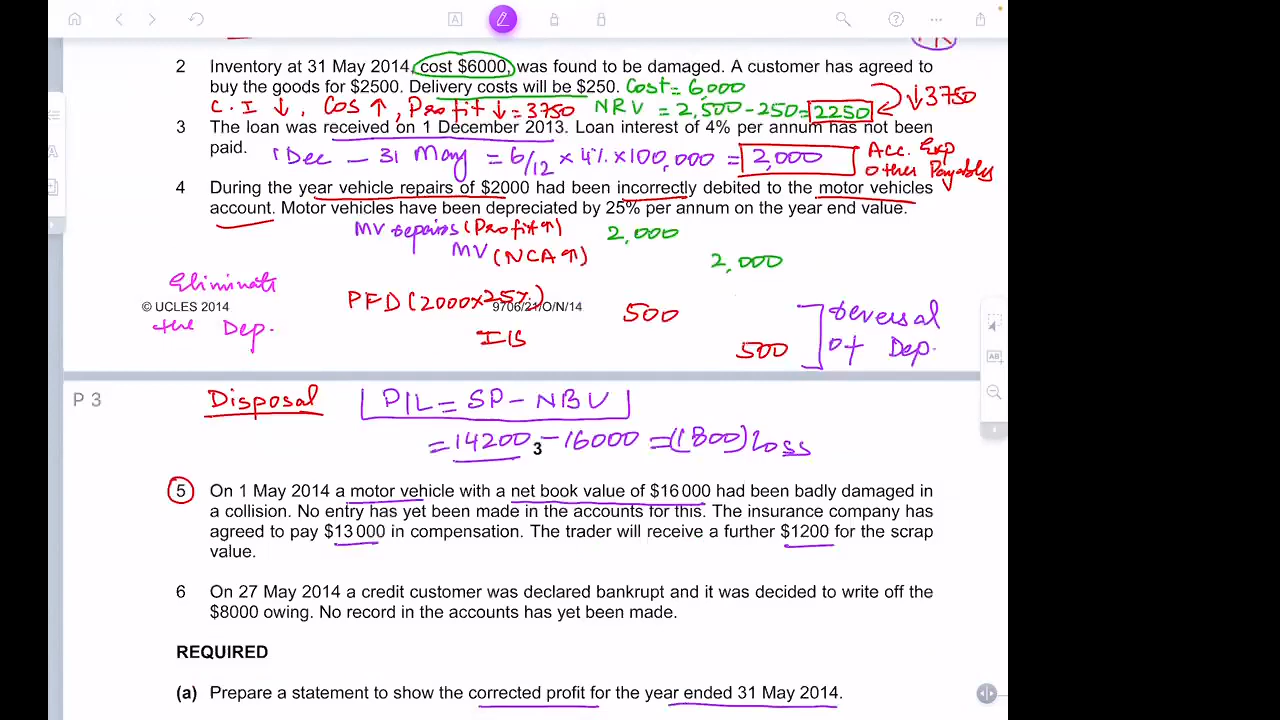 2 Inventory at 31 May 2014, cost $6000, was found to be damaged. A customer has agreed to
buy the goods for $2500. Delivery costs will be $250. Cost = 6,000
C.I ↓, Cos ↑, Profit ↓ = 3750 NRV = 2,500 - 250 = 2250 ↓3750
3 The loan was received on 1 December 2013. Loan interest of 4% per annum has not been
paid. 1 Dec – 31 May = 6/12 × 4% × 100,000 = 2,000 Acc. Exp
Other Payables
4 During the year vehicle repairs of $2000 had been incorrectly debited to the motor vehicles
account. Motor vehicles have been depreciated by 25% per annum on the year end value.
MV repairs (Profit ↑) 2,000
MV (NCA ↑) 2,000
Eliminate
the Dep.
© UCLES 2014 9706/21/O/N/14
PFD (2000×25%) 500
IS 500
reversal
of Dep.
P 3
Disposal P/L = SP – NBV
= 14200 – 16000 = (1800) Loss
3
5 On 1 May 2014 a motor vehicle with a net book value of $16 000 had been badly damaged in
a collision. No entry has yet been made in the accounts for this. The insurance company has
agreed to pay $13 000 in compensation. The trader will receive a further $1200 for the scrap
value.
6 On 27 May 2014 a credit customer was declared bankrupt and it was decided to write off the
$8000 owing. No record in the accounts has yet been made.
REQUIRED
(a) Prepare a statement to show the corrected profit for the year ended 31 May 2014.